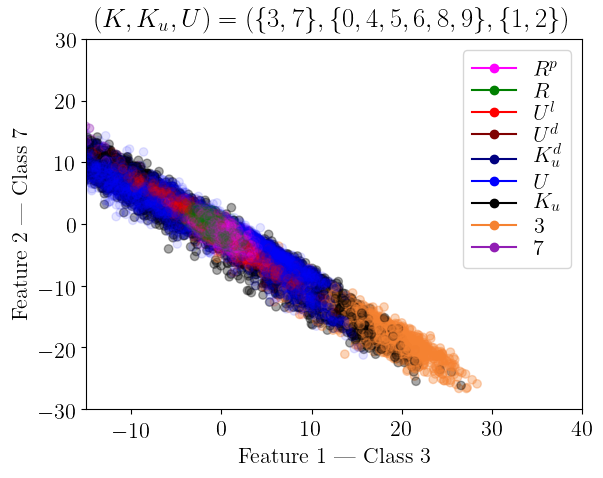 (K, K_u, U) = ({3, 7}, {0, 4, 5, 6, 8, 9}, {1, 2})
30
20
10
0
−10
−20
−30
Feature 2 — Class 7
R^p
R
U^l
U^d
K_u^d
U
K_u
3
7
−10
0
10
20
30
40
Feature 1 — Class 3